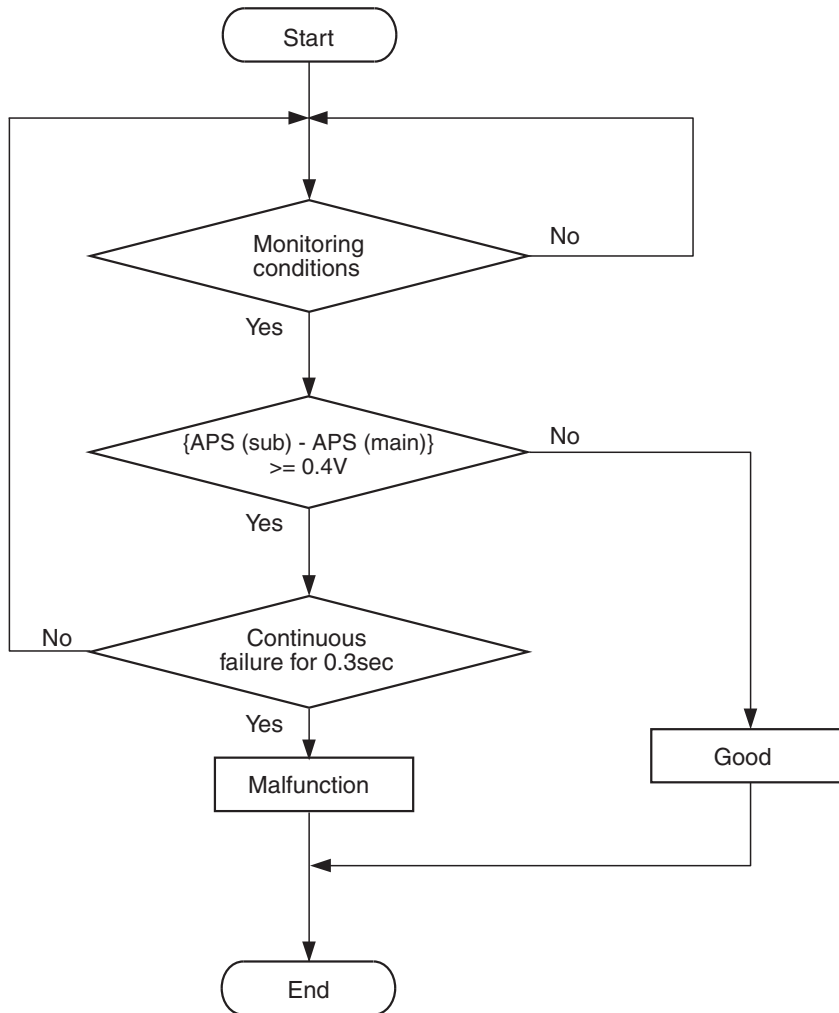 Start
Monitoring
conditions
No
Yes
{APS (sub) - APS (main)}
>= 0.4V
No
Yes
Continuous
failure for 0.3sec
No
Yes
Malfunction
Good
End